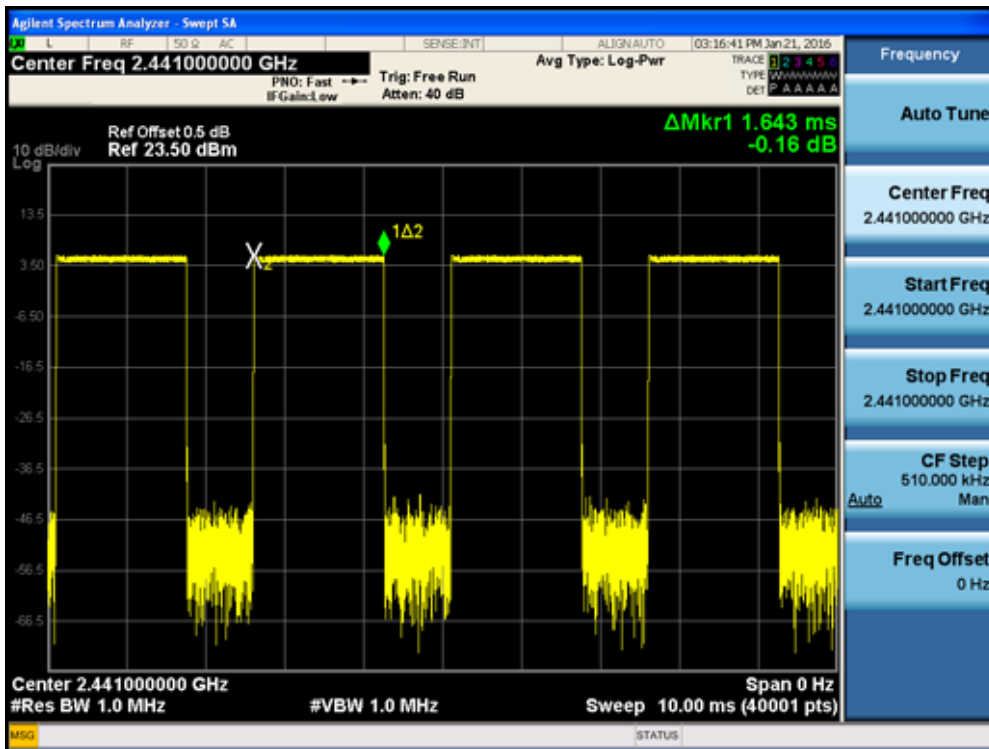 Agilent Spectrum Analyzer - Swept SA
L RF 50 Ω AC SENSE:INT ALIGN AUTO 03:16:41 PM Jan 21, 2016
Center Freq 2.441000000 GHz
PNO: Fast
IFGain:Low
Trig: Free Run
Atten: 40 dB
Avg Type: Log-Pwr
TRACE 1 2 3 4 5 6
TYPE W
DET P A A A A A
Frequency
Auto Tune
Center Freq
2.441000000 GHz
Start Freq
2.441000000 GHz
Stop Freq
2.441000000 GHz
CF Step
510.000 kHz
Auto Man
Freq Offset
0 Hz
ΔMkr1 1.643 ms
-0.16 dB
Ref Offset 0.5 dB
10 dB/div Ref 23.50 dBm
Log
13.5
3.50
-6.50
-16.5
-26.5
-36.5
-46.5
-56.5
-66.5
1Δ2
2
Center 2.441000000 GHz Span 0 Hz
#Res BW 1.0 MHz #VBW 1.0 MHz Sweep 10.00 ms (40001 pts)
MSG STATUS